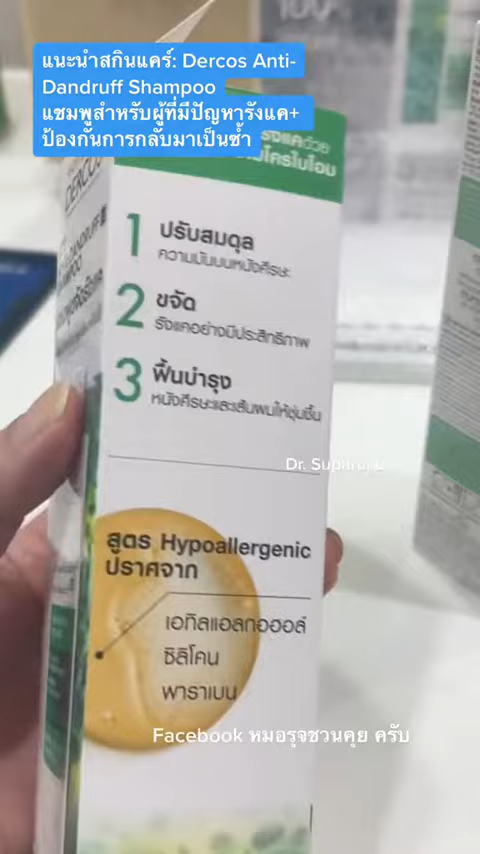 แนะนำสกินแคร์: Dercos Anti-
Dandruff Shampoo
แชมพูสำหรับผู้ที่มีปัญหารังแค+
ป้องกันการกลับมาเป็นซ้ำ
DERCOS
1 ปรับสมดุล
ความมันบนหนังศีรษะ
2 ขจัด
รังแคอย่างมีประสิทธิภาพ
3 ฟื้นบำรุง
หนังศีรษะและเส้นผมให้ชุ่มชื้น
Dr. Suparuj L
สูตร Hypoallergenic
ปราศจาก
เอทิลแอลกอฮอล์
ซิลิโคน
พาราเบน
Facebook หมอรุจชวนคุย ครับ
100%